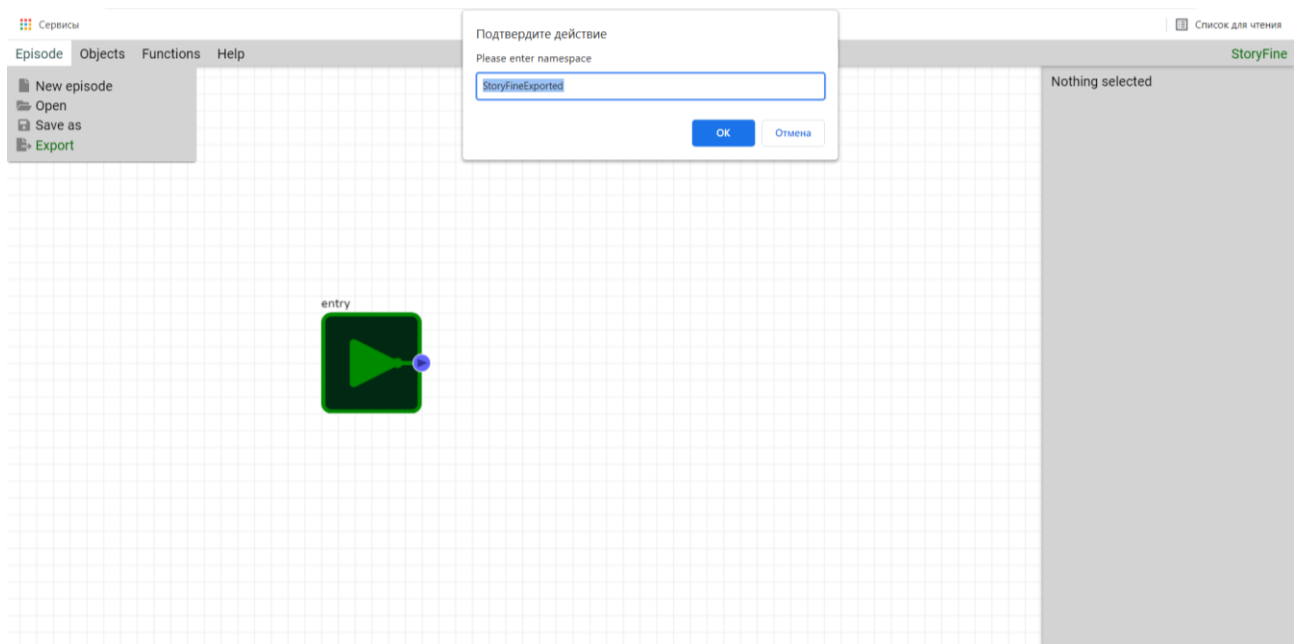 Сервисы
Список для чтения
Episode Objects Functions Help
StoryFine
New episode
Open
Save as
Export
Подтвердите действие
Please enter namespace
StoryFineExported
ОК Отмена
Nothing selected
entry